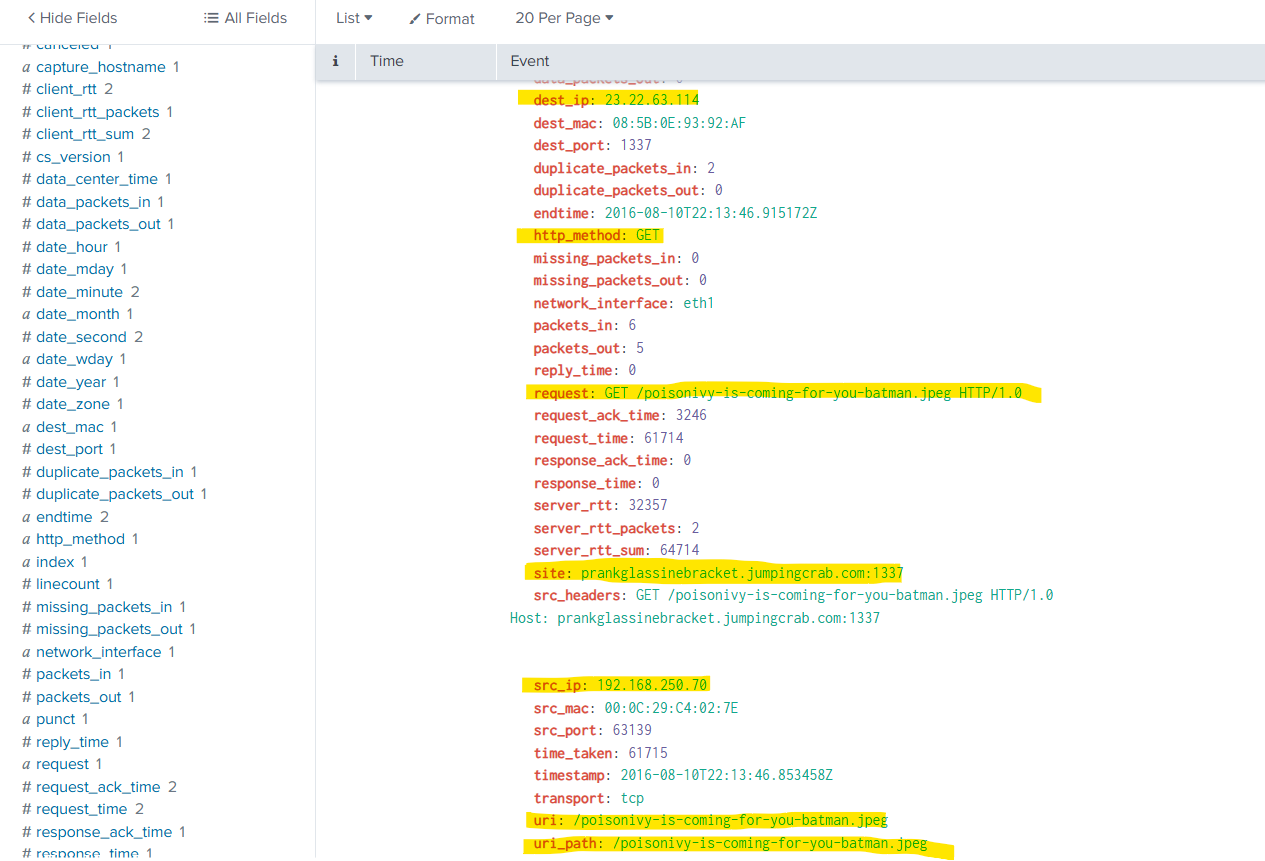 Hide Fields All Fields List Format 20 Per Page
i Time Event
# canceled 1
a capture_hostname 1
# client_rtt 2
# client_rtt_packets 1
# client_rtt_sum 2
# cs_version 1
# data_center_time 1
# data_packets_in 1
# data_packets_out 1
# date_hour 1
# date_mday 1
# date_minute 2
a date_month 1
# date_second 2
a date_wday 1
# date_year 1
# date_zone 1
a dest_mac 1
# dest_port 1
# duplicate_packets_in 1
# duplicate_packets_out 1
a endtime 2
a http_method 1
a index 1
# linecount 1
# missing_packets_in 1
# missing_packets_out 1
a network_interface 1
# packets_in 1
# packets_out 1
a punct 1
# reply_time 1
a request 1
# request_ack_time 2
# request_time 2
# response_ack_time 1
# response_time 1
data_packets_out: 0
dest_ip: 23.22.63.114
dest_mac: 08:5B:0E:93:92:AF
dest_port: 1337
duplicate_packets_in: 2
duplicate_packets_out: 0
endtime: 2016-08-10T22:13:46.915172Z
http_method: GET
missing_packets_in: 0
missing_packets_out: 0
network_interface: eth1
packets_in: 6
packets_out: 5
reply_time: 0
request: GET /poisonivy-is-coming-for-you-batman.jpeg HTTP/1.0
request_ack_time: 3246
request_time: 61714
response_ack_time: 0
response_time: 0
server_rtt: 32357
server_rtt_packets: 2
server_rtt_sum: 64714
site: prankglassinebracket.jumpingcrab.com:1337
src_headers: GET /poisonivy-is-coming-for-you-batman.jpeg HTTP/1.0
Host: prankglassinebracket.jumpingcrab.com:1337
src_ip: 192.168.250.70
src_mac: 00:0C:29:C4:02:7E
src_port: 63139
time_taken: 61715
timestamp: 2016-08-10T22:13:46.853458Z
transport: tcp
uri: /poisonivy-is-coming-for-you-batman.jpeg
uri_path: /poisonivy-is-coming-for-you-batman.jpeg